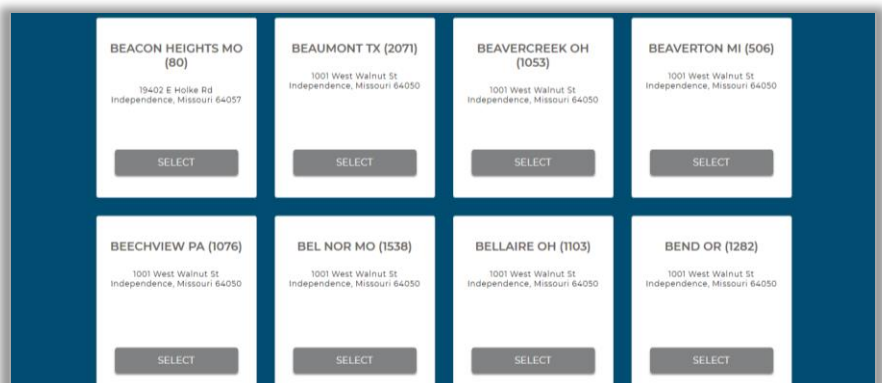 BEACON HEIGHTS MO
(80)
19402 E Holke Rd
Independence, Missouri 64057
SELECT
BEAUMONT TX (2071)
1001 West Walnut St
Independence, Missouri 64050
SELECT
BEAVERCREEK OH
(1053)
1001 West Walnut St
Independence, Missouri 64050
SELECT
BEAVERTON MI (506)
1001 West Walnut St
Independence, Missouri 64050
SELECT
BEECHVIEW PA (1076)
1001 West Walnut St
Independence, Missouri 64050
SELECT
BEL NOR MO (1538)
1001 West Walnut St
Independence, Missouri 64050
SELECT
BELLAIRE OH (1103)
1001 West Walnut St
Independence, Missouri 64050
SELECT
BEND OR (1282)
1001 West Walnut St
Independence, Missouri 64050
SELECT